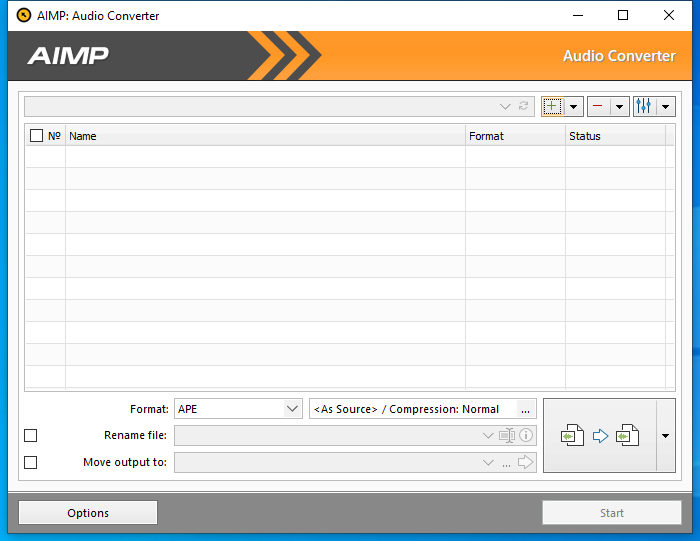 AIMP: Audio Converter
AIMP
Audio Converter
Nº Name Format Status
Format: APE <As Source> / Compression: Normal ...
Rename file:
Move output to: ...
Options
Start